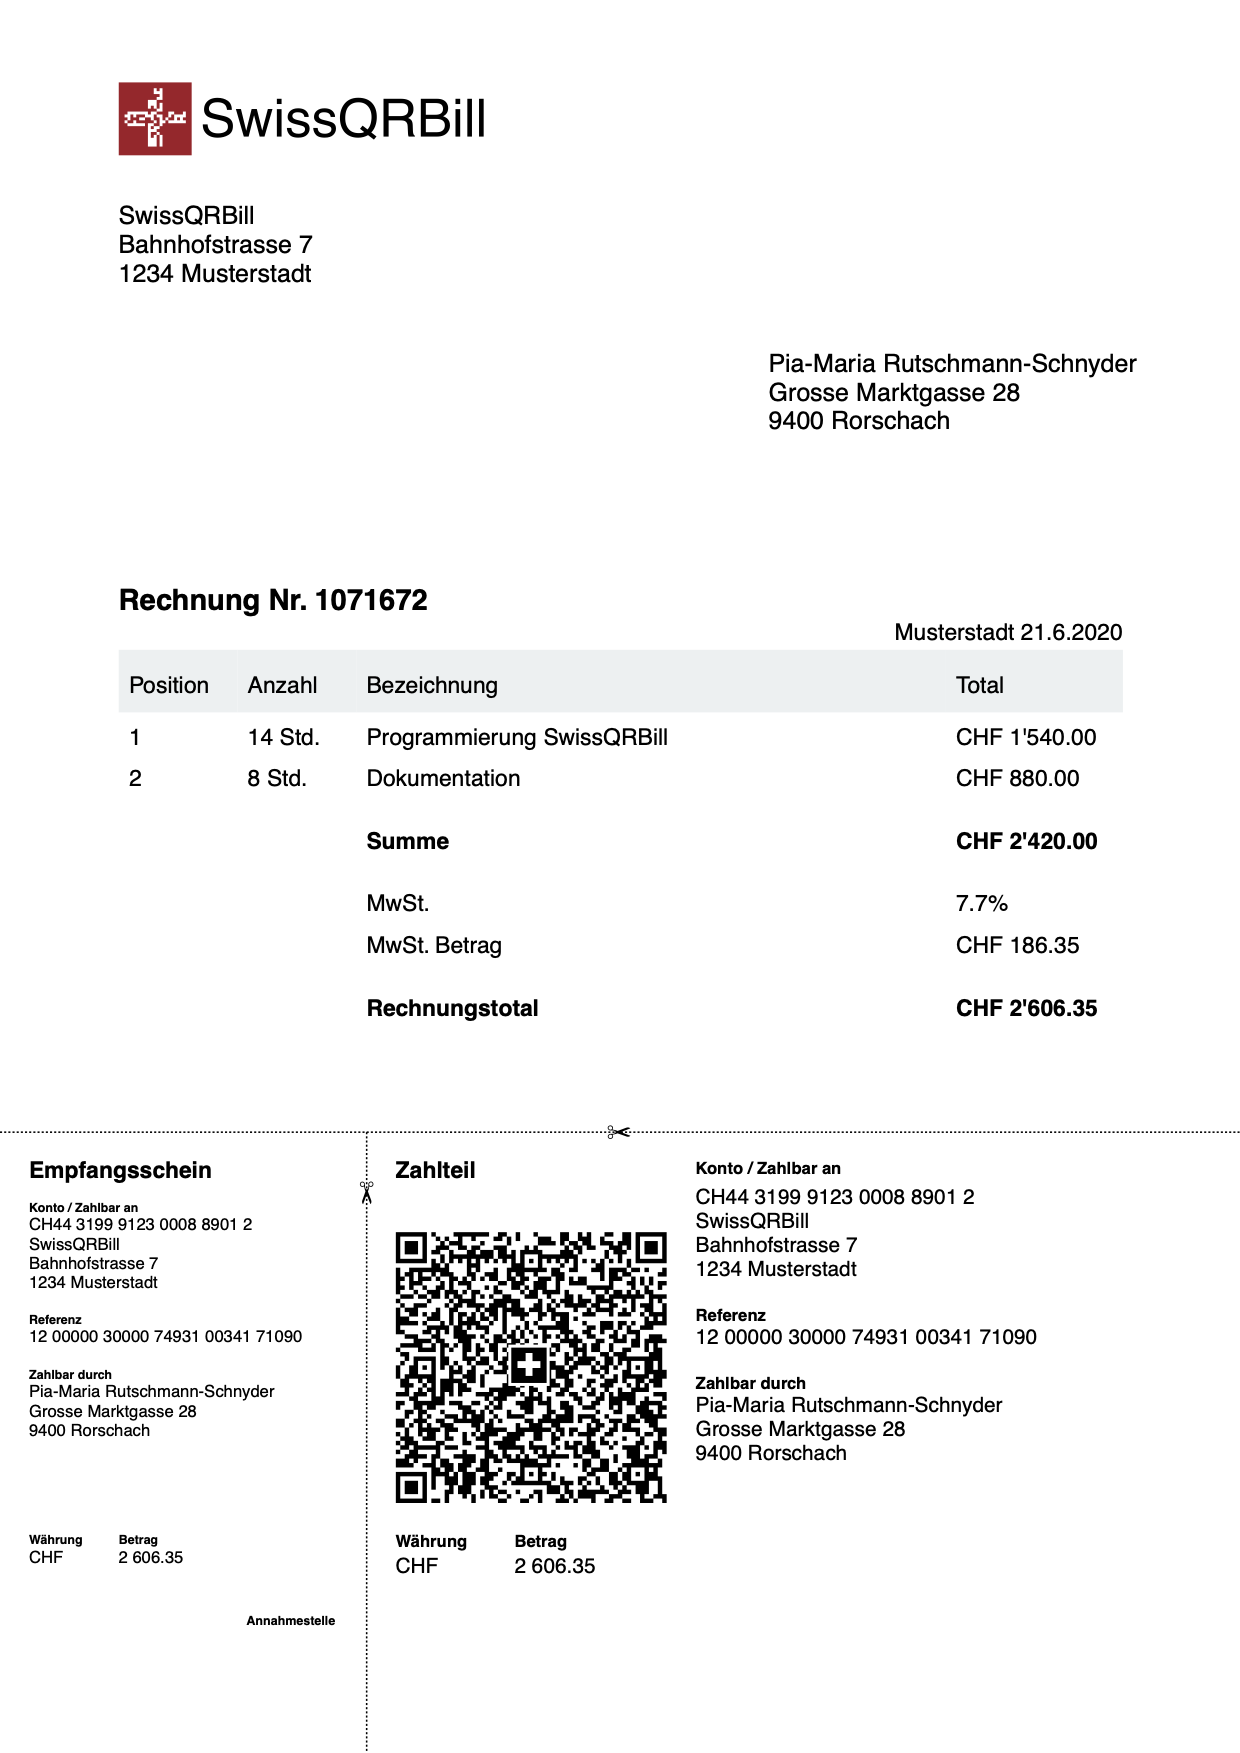 SwissQRBill
SwissQRBill
Bahnhofstrasse 7
1234 Musterstadt
Pia-Maria Rutschmann-Schnyder
Grosse Marktgasse 28
9400 Rorschach
Rechnung Nr. 1071672
Musterstadt 21.6.2020
Position Anzahl Bezeichnung Total
1 14 Std. Programmierung SwissQRBill CHF 1'540.00
2 8 Std. Dokumentation CHF 880.00
Summe CHF 2'420.00
MwSt. 7.7%
MwSt. Betrag CHF 186.35
Rechnungstotal CHF 2'606.35
Empfangsschein
Konto / Zahlbar an
CH44 3199 9123 0008 8901 2
SwissQRBill
Bahnhofstrasse 7
1234 Musterstadt
Referenz
12 00000 30000 74931 00341 71090
Zahlbar durch
Pia-Maria Rutschmann-Schnyder
Grosse Marktgasse 28
9400 Rorschach
Währung Betrag
CHF 2 606.35
Annahmestelle
Zahlteil
Währung Betrag
CHF 2 606.35
Konto / Zahlbar an
CH44 3199 9123 0008 8901 2
SwissQRBill
Bahnhofstrasse 7
1234 Musterstadt
Referenz
12 00000 30000 74931 00341 71090
Zahlbar durch
Pia-Maria Rutschmann-Schnyder
Grosse Marktgasse 28
9400 Rorschach